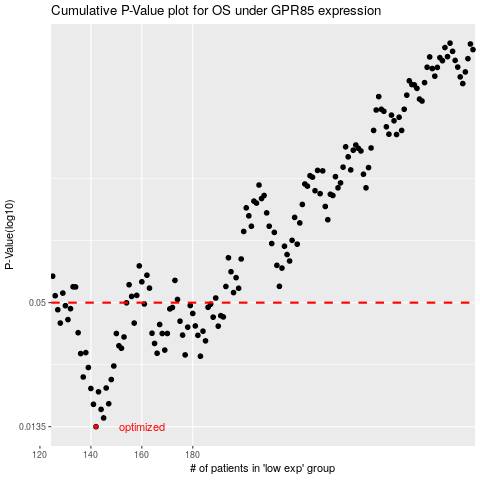 Cumulative P-Value plot for OS under GPR85 expression
P-Value(log10)
0.05
0.0135
optimized
120 140 160 180
# of patients in 'low exp' group